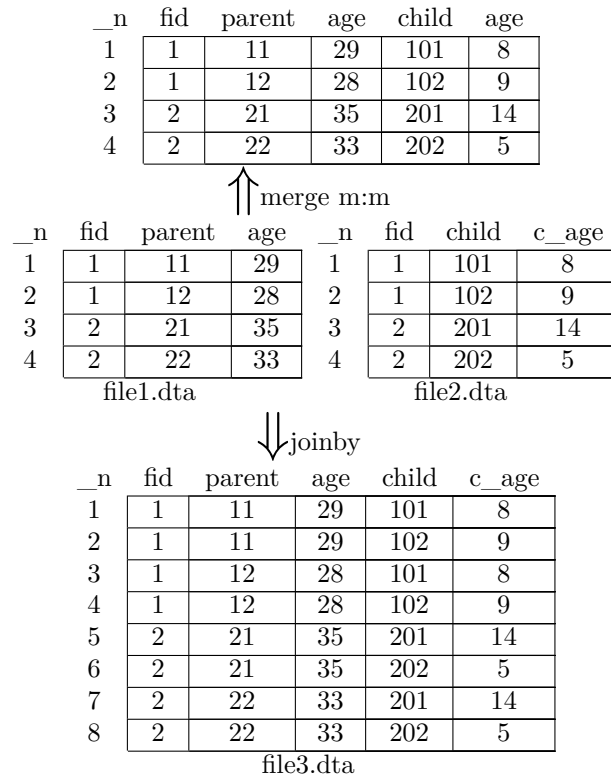 _n fid parent age child age
1 1 11 29 101 8
2 1 12 28 102 9
3 2 21 35 201 14
4 2 22 33 202 5
merge m:m
_n fid parent age _n fid child c_age
1 1 11 29 1 1 101 8
2 1 12 28 2 1 102 9
3 2 21 35 3 2 201 14
4 2 22 33 4 2 202 5
file1.dta file2.dta
joinby
_n fid parent age child c_age
1 1 11 29 101 8
2 1 11 29 102 9
3 1 12 28 101 8
4 1 12 28 102 9
5 2 21 35 201 14
6 2 21 35 202 5
7 2 22 33 201 14
8 2 22 33 202 5
file3.dta